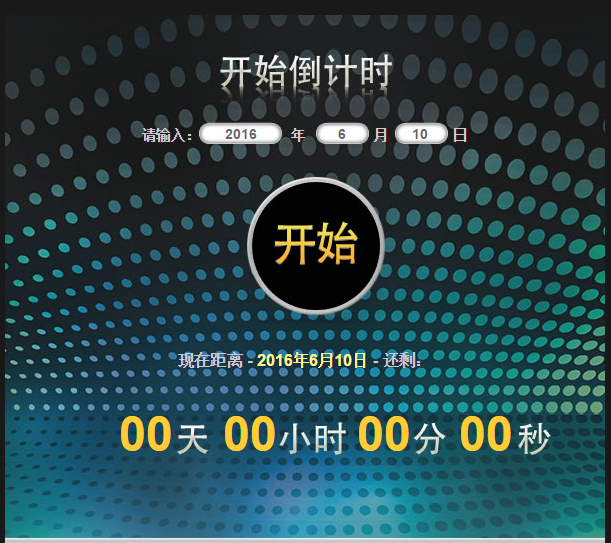 开始倒计时
请输入： 2016 年 6 月 10 日
开始
现在距离 - 2016年6月10日 - 还剩：
00天 00小时 00分 00秒